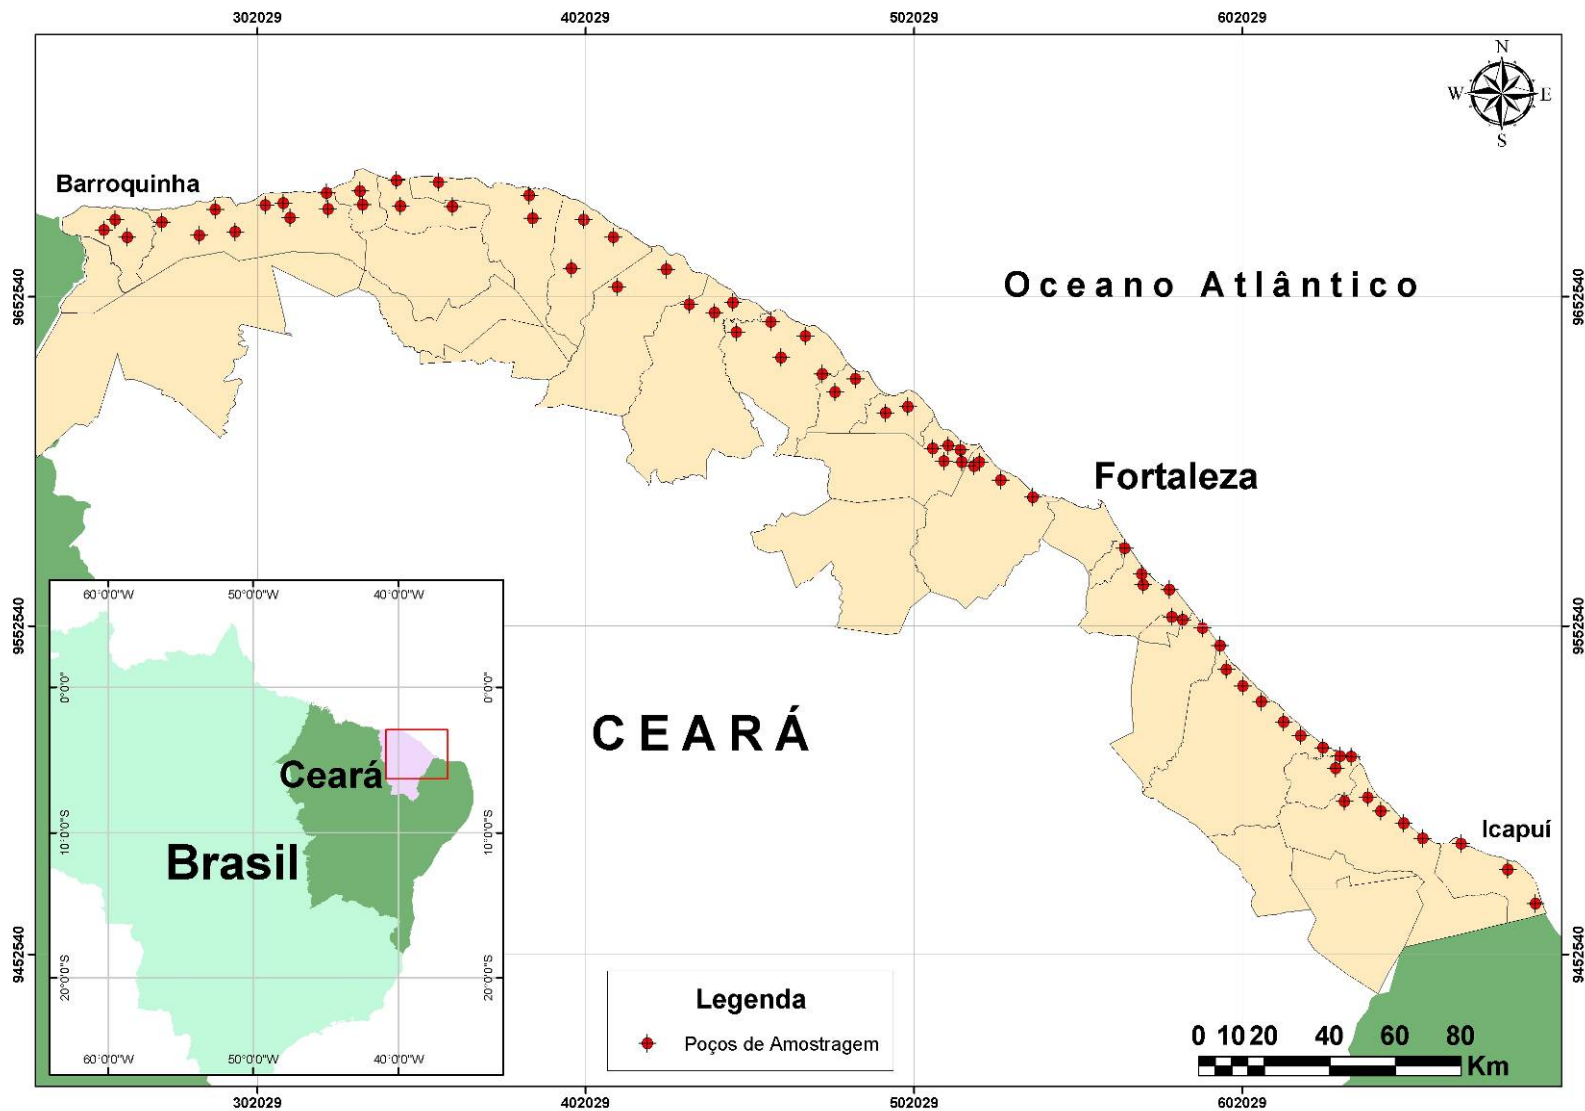 302029 402029 502029 602029
N
W E
S
Barroquinha
Oceano Atlântico
9652540 9652540
Fortaleza
60°0'0"W 50°0'0"W 40°0'0"W
9552540 9552540
0°0'0" 0°0'0"
CEARÁ
Ceará
Brasil
10°0'0"S 10°0'0"S
Icapuí
9452540 9452540
20°0'0"S 20°0'0"S
Legenda
Poços de Amostragem
0 10 20 40 60 80
Km
60°0'0"W 50°0'0"W 40°0'0"W
302029 402029 502029 602029